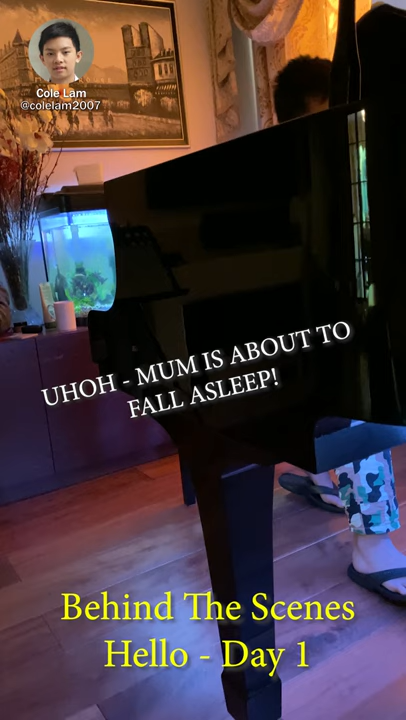 Cole Lam
@colelam2007
UHOH - MUM IS ABOUT TO
FALL ASLEEP!
Behind The Scenes
Hello - Day 1